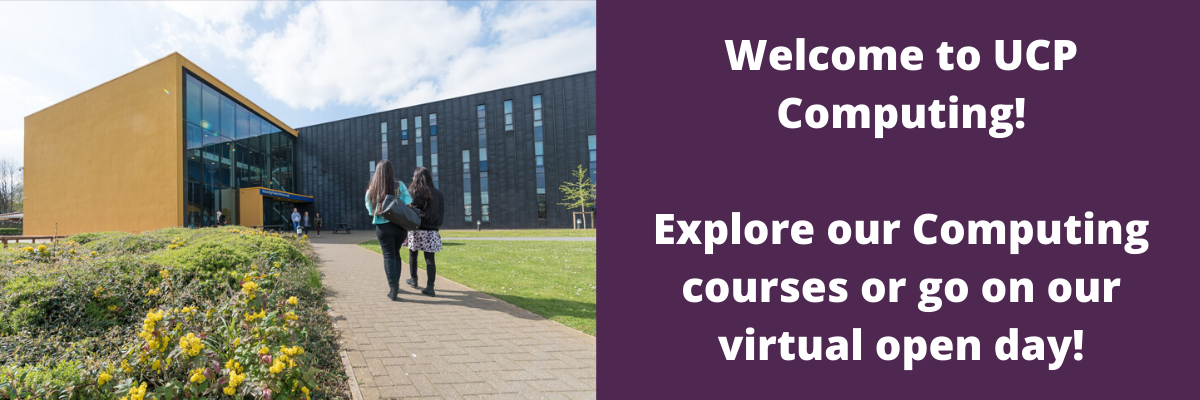 Welcome to UCP
Computing!
Explore our Computing
courses or go on our
virtual open day!